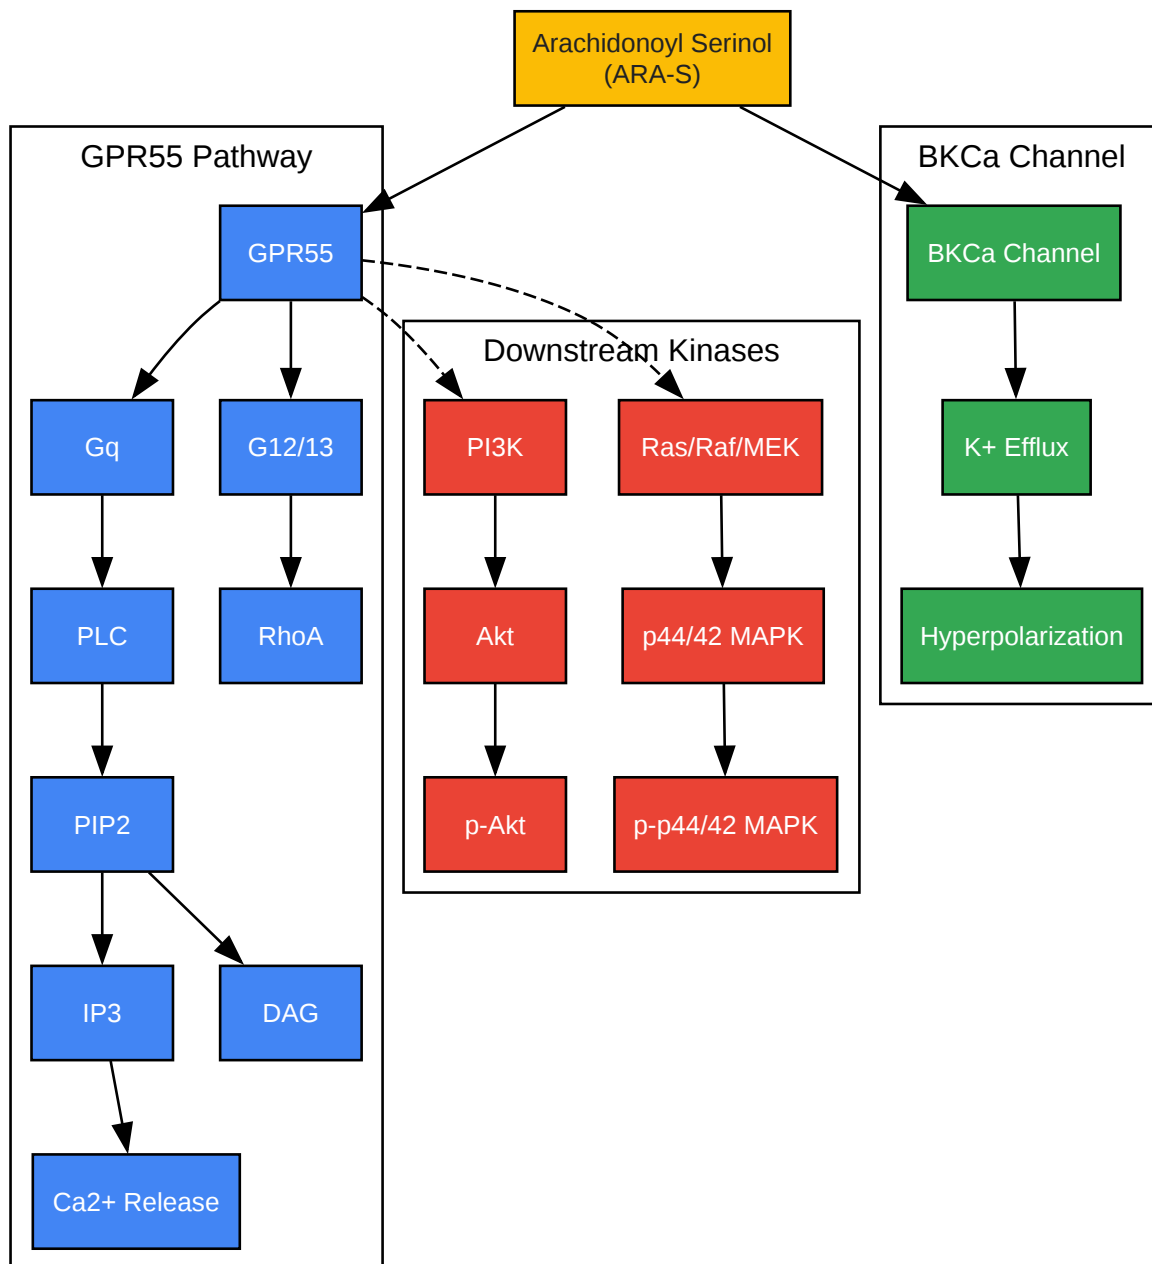 Arachidonoyl Serinol
(ARA-S)
GPR55 Pathway
BKCa Channel
GPR55
BKCa Channel
Downstream Kinases
Gq
G12/13
PI3K
Ras/Raf/MEK
K+ Efflux
PLC
RhoA
Akt
p44/42 MAPK
Hyperpolarization
PIP2
p-Akt
p-p44/42 MAPK
IP3
DAG
Ca2+ Release